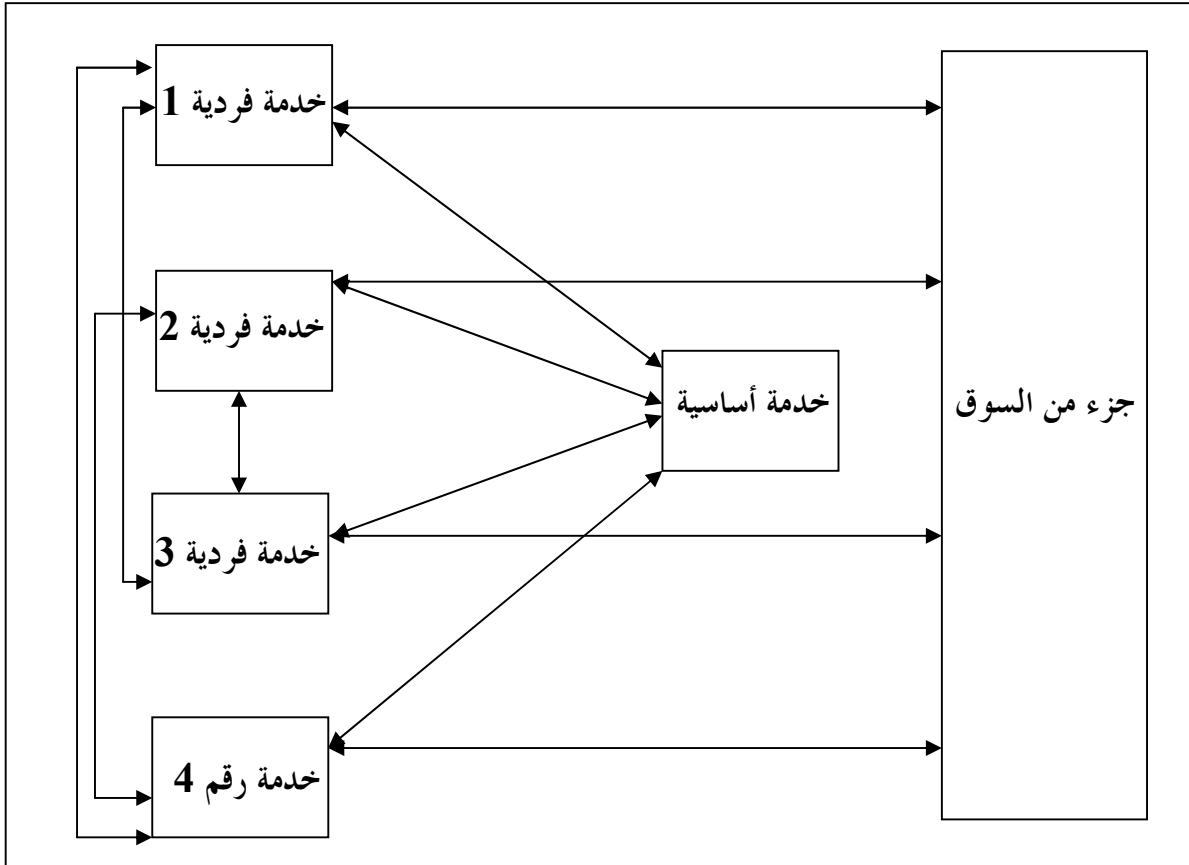 خدمة فردية 1
خدمة فردية 2
خدمة أساسية
جزء من السوق
خدمة فردية 3
خدمة رقم 4